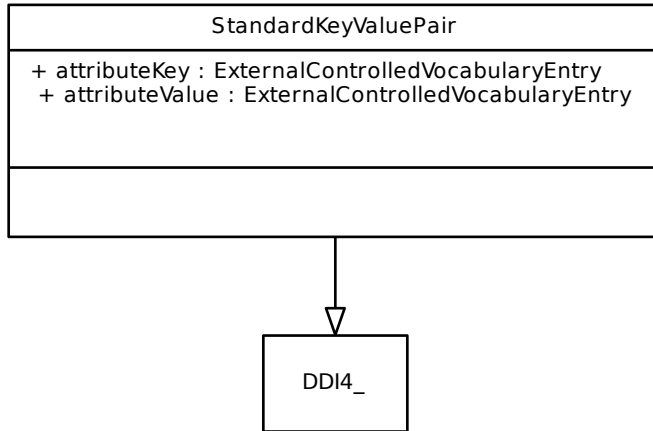 StandardKeyValuePair
+ attributeKey : ExternalControlledVocabularyEntry
+ attributeValue : ExternalControlledVocabularyEntry
DDI4_